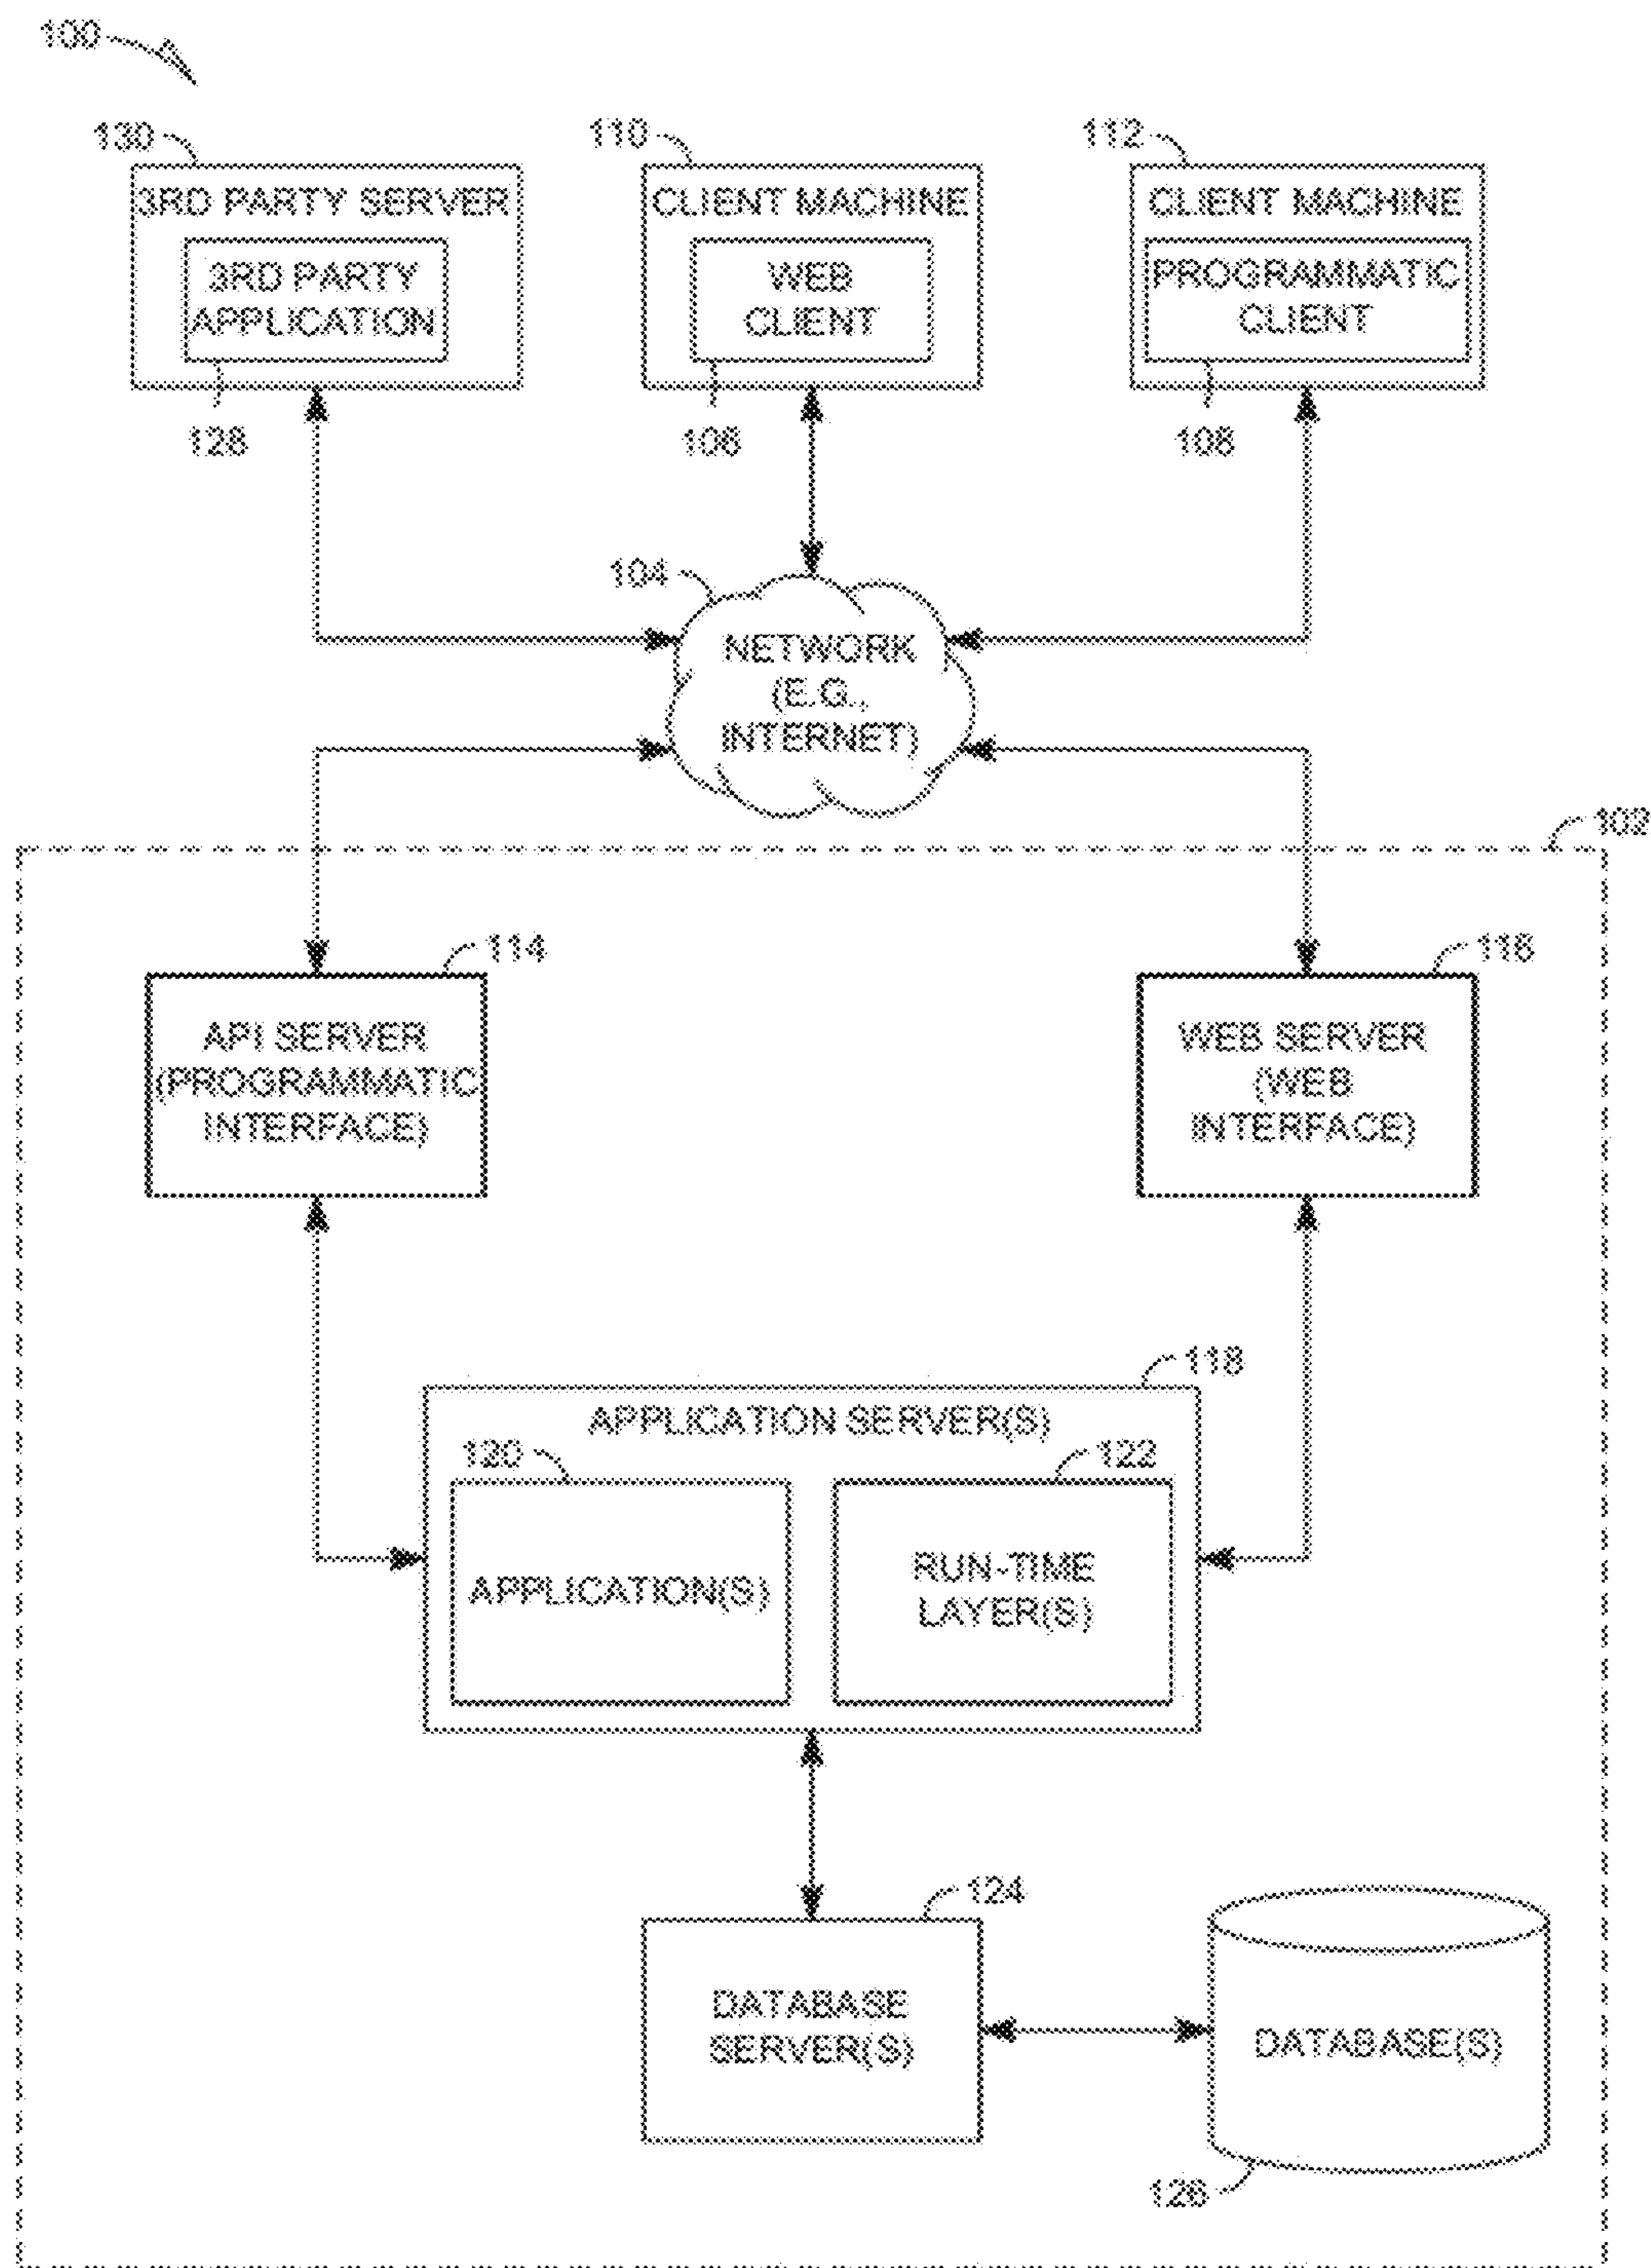 100
130
110
112
3RD PARTY SERVER
CLIENT MACHINE
CLIENT MACHINE
3RD PARTY
APPLICATION
WEB
CLIENT
PROGRAMMATIC
CLIENT
128
106
108
104
NETWORK
(E.G.,
INTERNET)
102
114
116
API SERVER
(PROGRAMMATIC
INTERFACE)
WEB SERVER
(WEB
INTERFACE)
118
APPLICATION SERVER(S)
120
122
APPLICATION(S)
RUN-TIME
LAYER(S)
124
DATABASE
SERVER(S)
DATABASE(S)
126